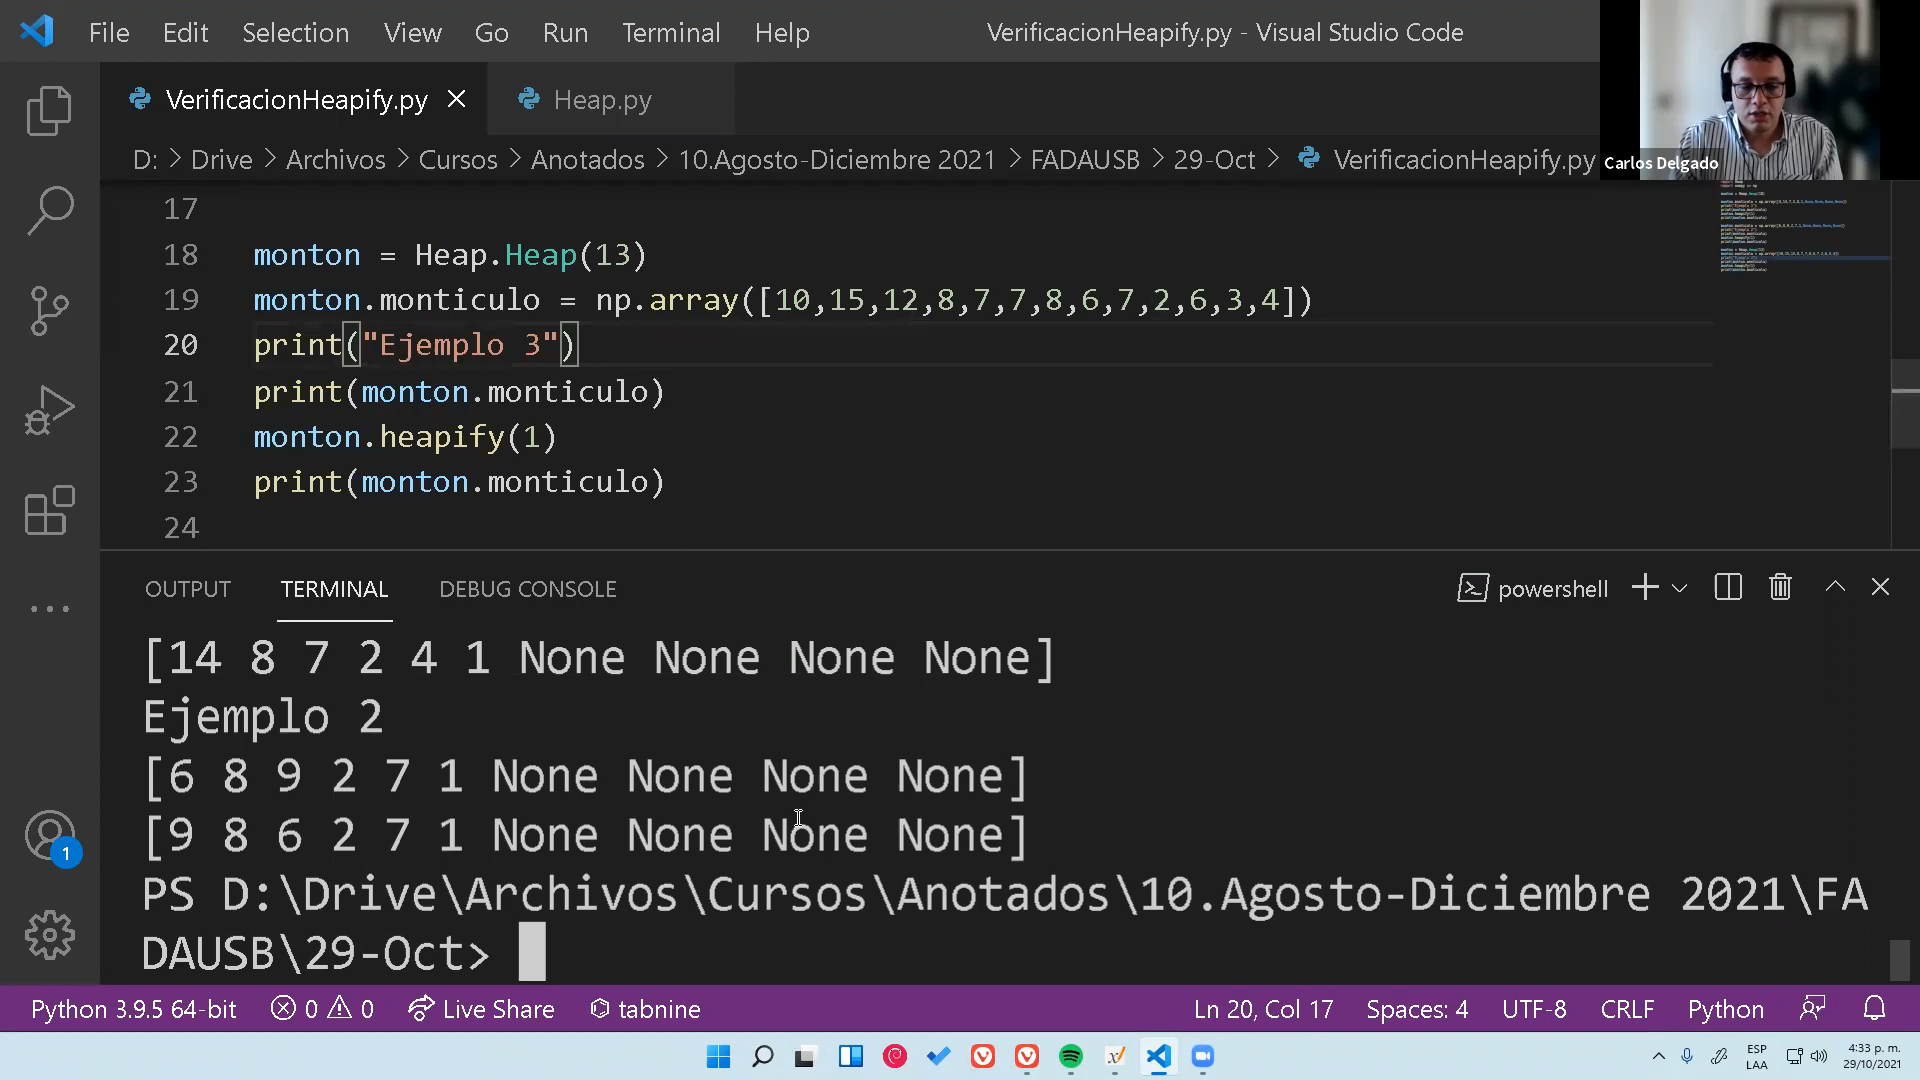 File Edit Selection View Go Run Terminal Help
VerificacionHeapify.py - Visual Studio Code
Carlos Delgado
VerificacionHeapify.py
Heap.py
D: > Drive > Archivos > Cursos > Anotados > 10.Agosto-Diciembre 2021 > FADAUSB > 29-Oct > VerificacionHeapify.py
17
18 monton = Heap.Heap(13)
19 monton.monticulo = np.array([10,15,12,8,7,7,8,6,7,2,6,3,4])
20 print("Ejemplo 3")
21 print(monton.monticulo)
22 monton.heapify(1)
23 print(monton.monticulo)
24
OUTPUT TERMINAL DEBUG CONSOLE
powershell
[14 8 7 2 4 1 None None None None]
Ejemplo 2
[6 8 9 2 7 1 None None None None]
[9 8 6 2 7 1 None None None None]
PS D:\Drive\Archivos\Cursos\Anotados\10.Agosto-Diciembre 2021\FA
DAUSB\29-Oct>
1
Python 3.9.5 64-bit 0 0 Live Share tabnine
Ln 20, Col 17 Spaces: 4 UTF-8 CRLF Python
ESP
LAA
4:33 p. m.
29/10/2021